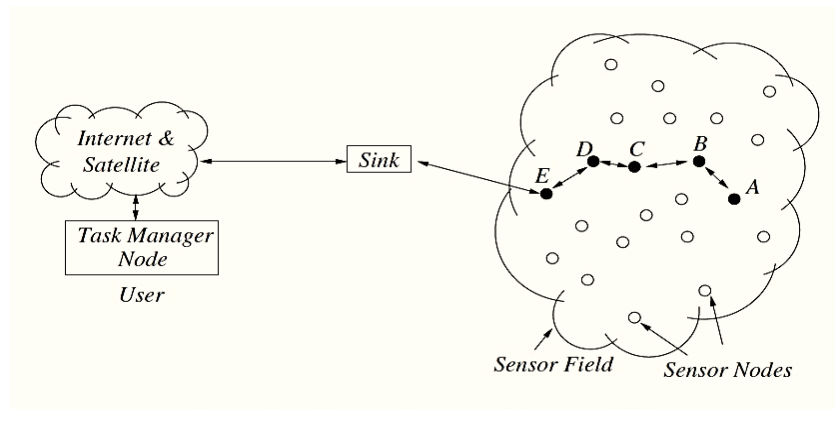 Internet &
Satellite
Sink
Task Manager
Node
User
D
C
B
E
A
Sensor Field
Sensor Nodes